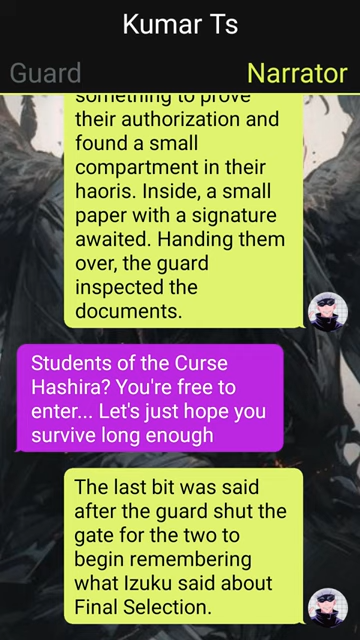 Kumar Ts
Guard
Narrator
something to prove
their authorization and
found a small
compartment in their
haoris. Inside, a small
paper with a signature
awaited. Handing them
over, the guard
inspected the
documents.
Students of the Curse
Hashira? You're free to
enter... Let's just hope you
survive long enough
The last bit was said
after the guard shut the
gate for the two to
begin remembering
what Izuku said about
Final Selection.